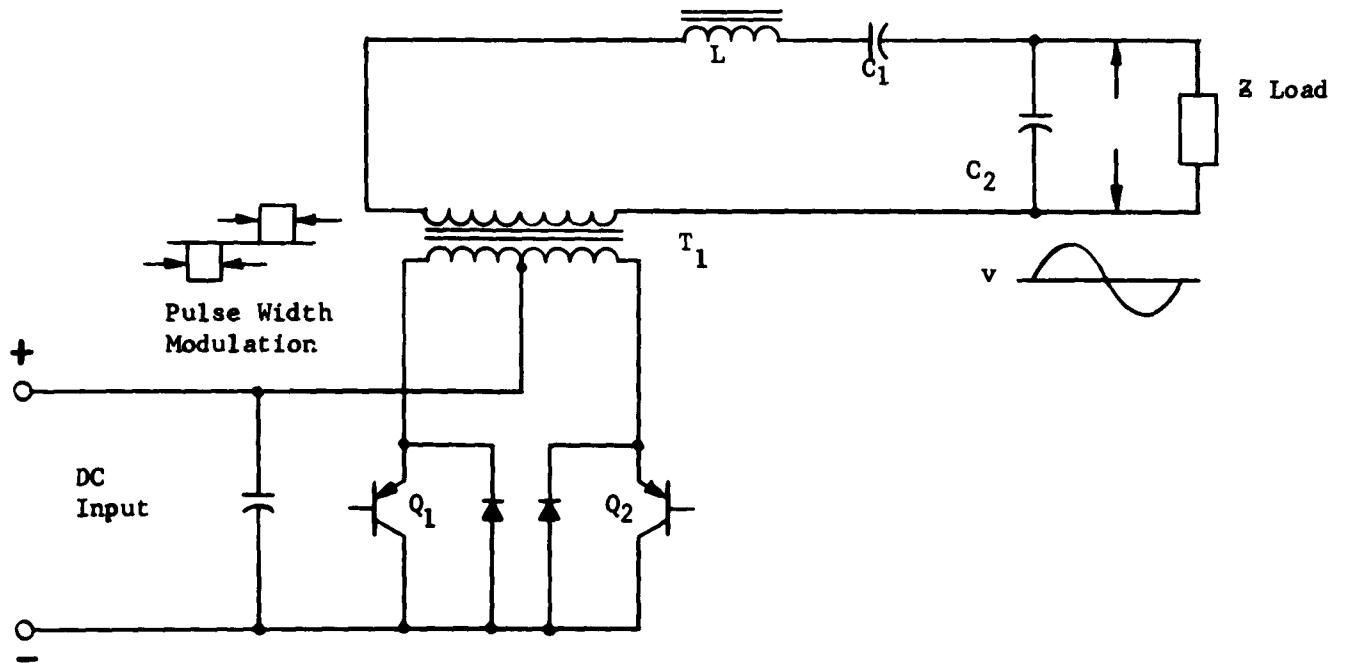 L
C1
Z Load
C2
T1
v
Pulse Width
Modulation
+
DC
Input
Q1
Q2
-